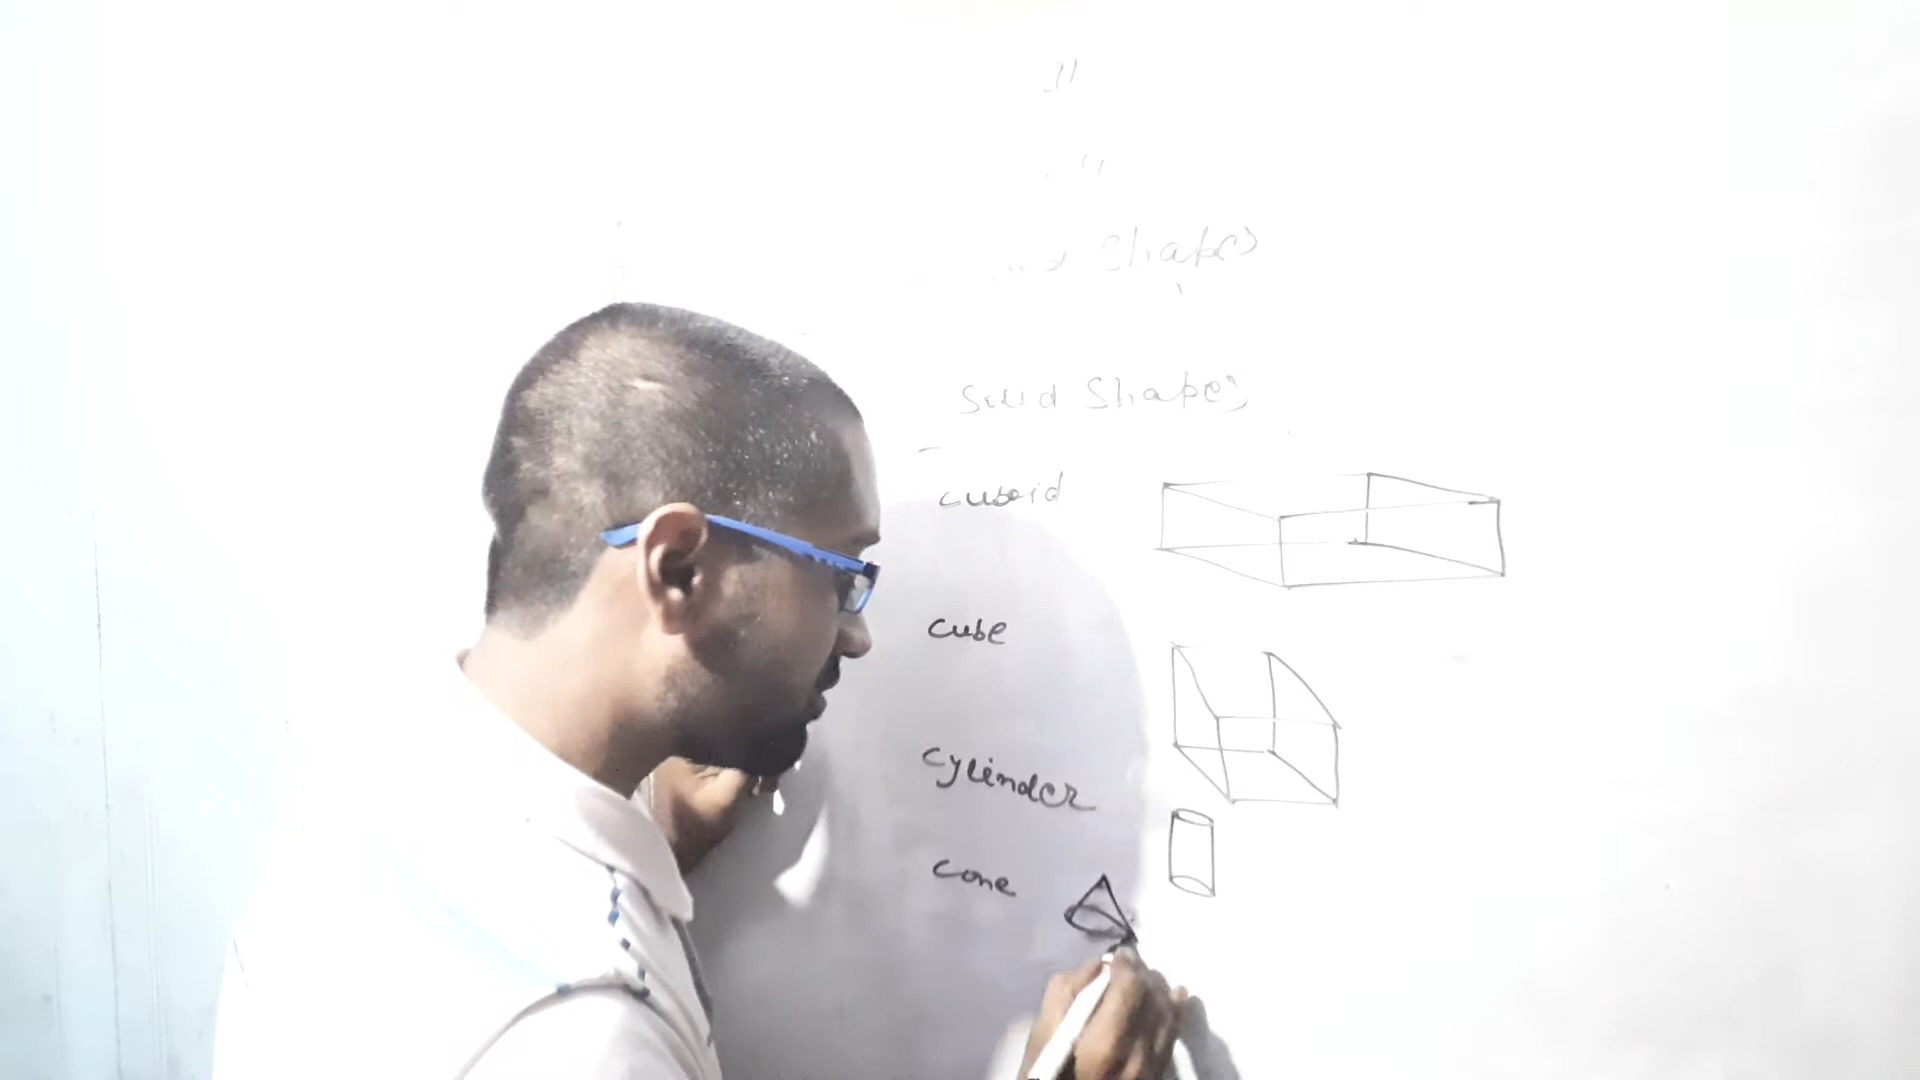 Shapes
Solid Shapes
cuboid
cube
cylinder
cone